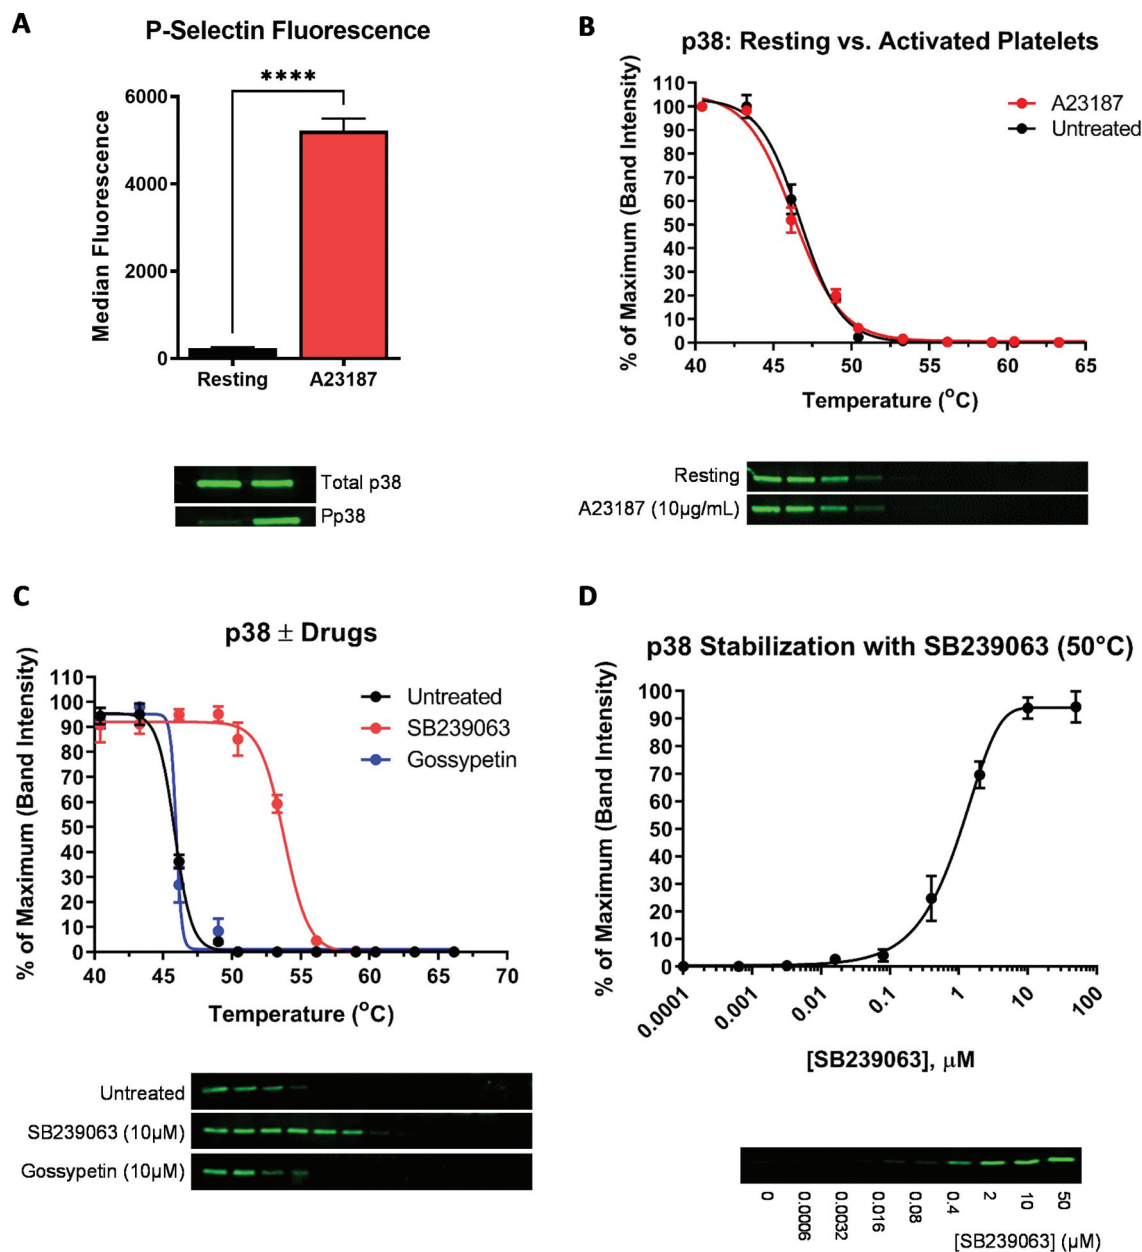 A
P-Selectin Fluorescence
****
Median Fluorescence
6000
4000
2000
0
Resting
A23187
Total p38
Pp38
B
p38: Resting vs. Activated Platelets
% of Maximum (Band Intensity)
110
100
90
80
70
60
50
40
30
20
10
0
A23187
Untreated
40 45 50 55 60 65
Temperature (°C)
Resting
A23187 (10μg/mL)
C
p38 ± Drugs
% of Maximum (Band Intensity)
110
100
90
80
70
60
50
40
30
20
10
0
Untreated
SB239063
Gossypetin
40 45 50 55 60 65 70
Temperature (°C)
Untreated
SB239063 (10μM)
Gossypetin (10μM)
D
p38 Stabilization with SB239063 (50°C)
% of Maximum (Band Intensity)
100
90
80
70
60
50
40
30
20
10
0
0.0001 0.001 0.01 0.1 1 10 100
[SB239063], μM
0 0.0006 0.0032 0.016 0.08 0.4 2 10 50
[SB239063] (μM)